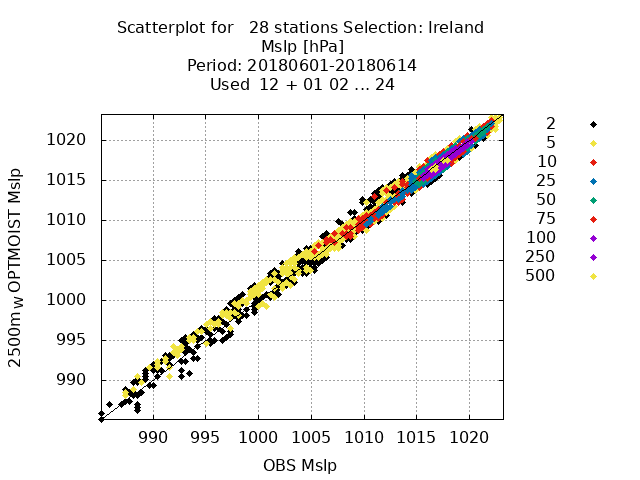 Scatterplot for   28 stations Selection: Ireland
Mslp [hPa]
Period: 20180601-20180614
Used  12 + 01 02 ... 24
2500m_W OPTMOIST Mslp
1020
1015
1010
1005
1000
995
990
990 995 1000 1005 1010 1015 1020
OBS Mslp
2
5
10
25
50
75
100
250
500